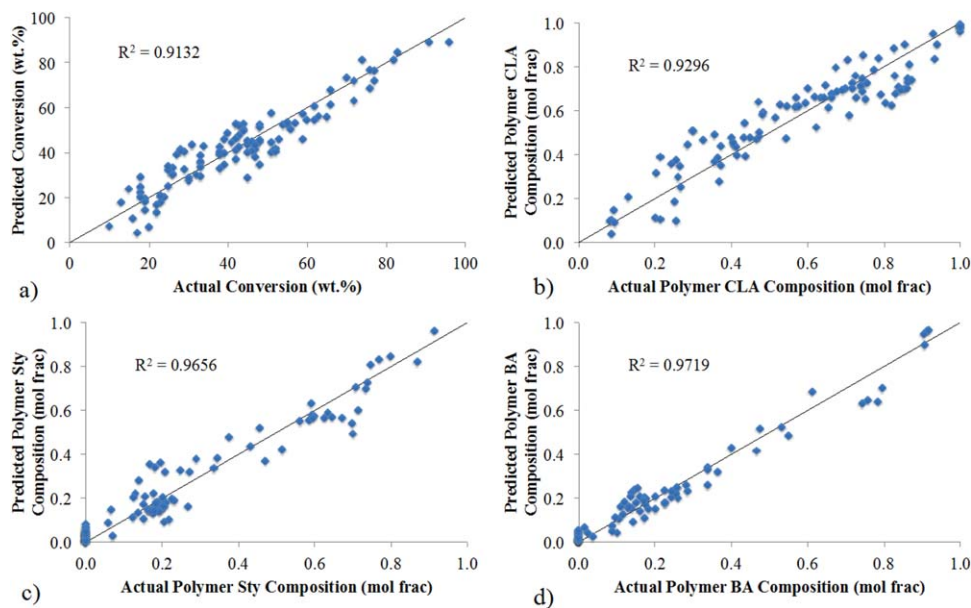 R² = 0.9132
Predicted Conversion (wt.%)
100
80
60
40
20
0
0 20 40 60 80 100
a) Actual Conversion (wt.%)
R² = 0.9296
Predicted Polymer CLA
Composition (mol frac)
1.0
0.8
0.6
0.4
0.2
0.0
0.0 0.2 0.4 0.6 0.8 1.0
b) Actual Polymer CLA Composition (mol frac)
R² = 0.9656
Predicted Polymer Sty
Composition (mol frac)
1.0
0.8
0.6
0.4
0.2
0.0
0.0 0.2 0.4 0.6 0.8 1.0
c) Actual Polymer Sty Composition (mol frac)
R² = 0.9719
Predicted Polymer BA
Composition (mol frac)
1.0
0.8
0.6
0.4
0.2
0.0
0.0 0.2 0.4 0.6 0.8 1.0
d) Actual Polymer BA Composition (mol frac)